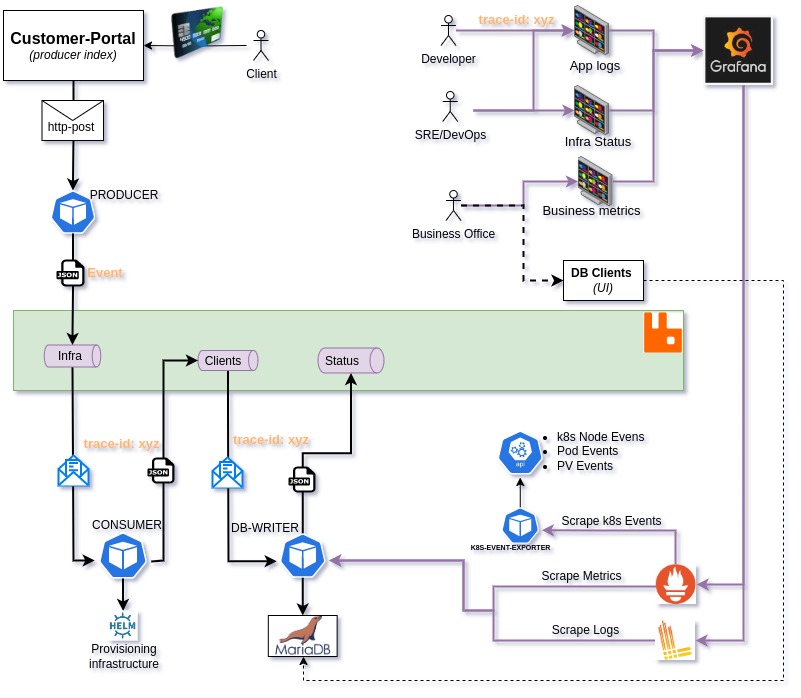 Customer-Portal
(producer index)
Client
http-post
PRODUCER
JSON
Event
trace-id: xyz
Developer
App logs
SRE/DevOps
Infra Status
Business metrics
Business Office
Grafana
DB Clients
(UI)
Infra
Clients
Status
trace-id: xyz
JSON
trace-id: xyz
JSON
CONSUMER
HELM
Provisioning
infrastructure
DB-WRITER
MariaDB
api
k8s Node Evens
Pod Events
PV Events
K8S-EVENT-EXPORTER
Scrape k8s Events
Scrape Metrics
Scrape Logs